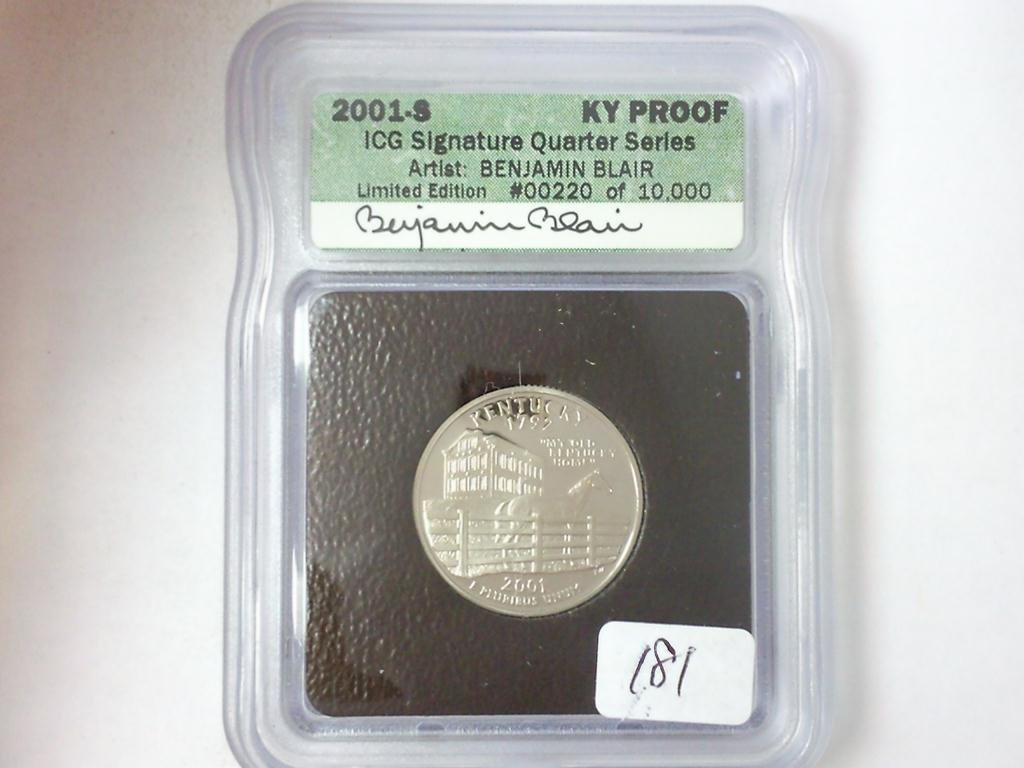 2001-S KY PROOF
ICG Signature Quarter Series
Artist: BENJAMIN BLAIR
Limited Edition #00220 of 10,000
Benjamin Blair
KENTUCKY
1792
"MY OLD
KENTUCKY
HOME"
2001
E PLURIBUS UNUM
181